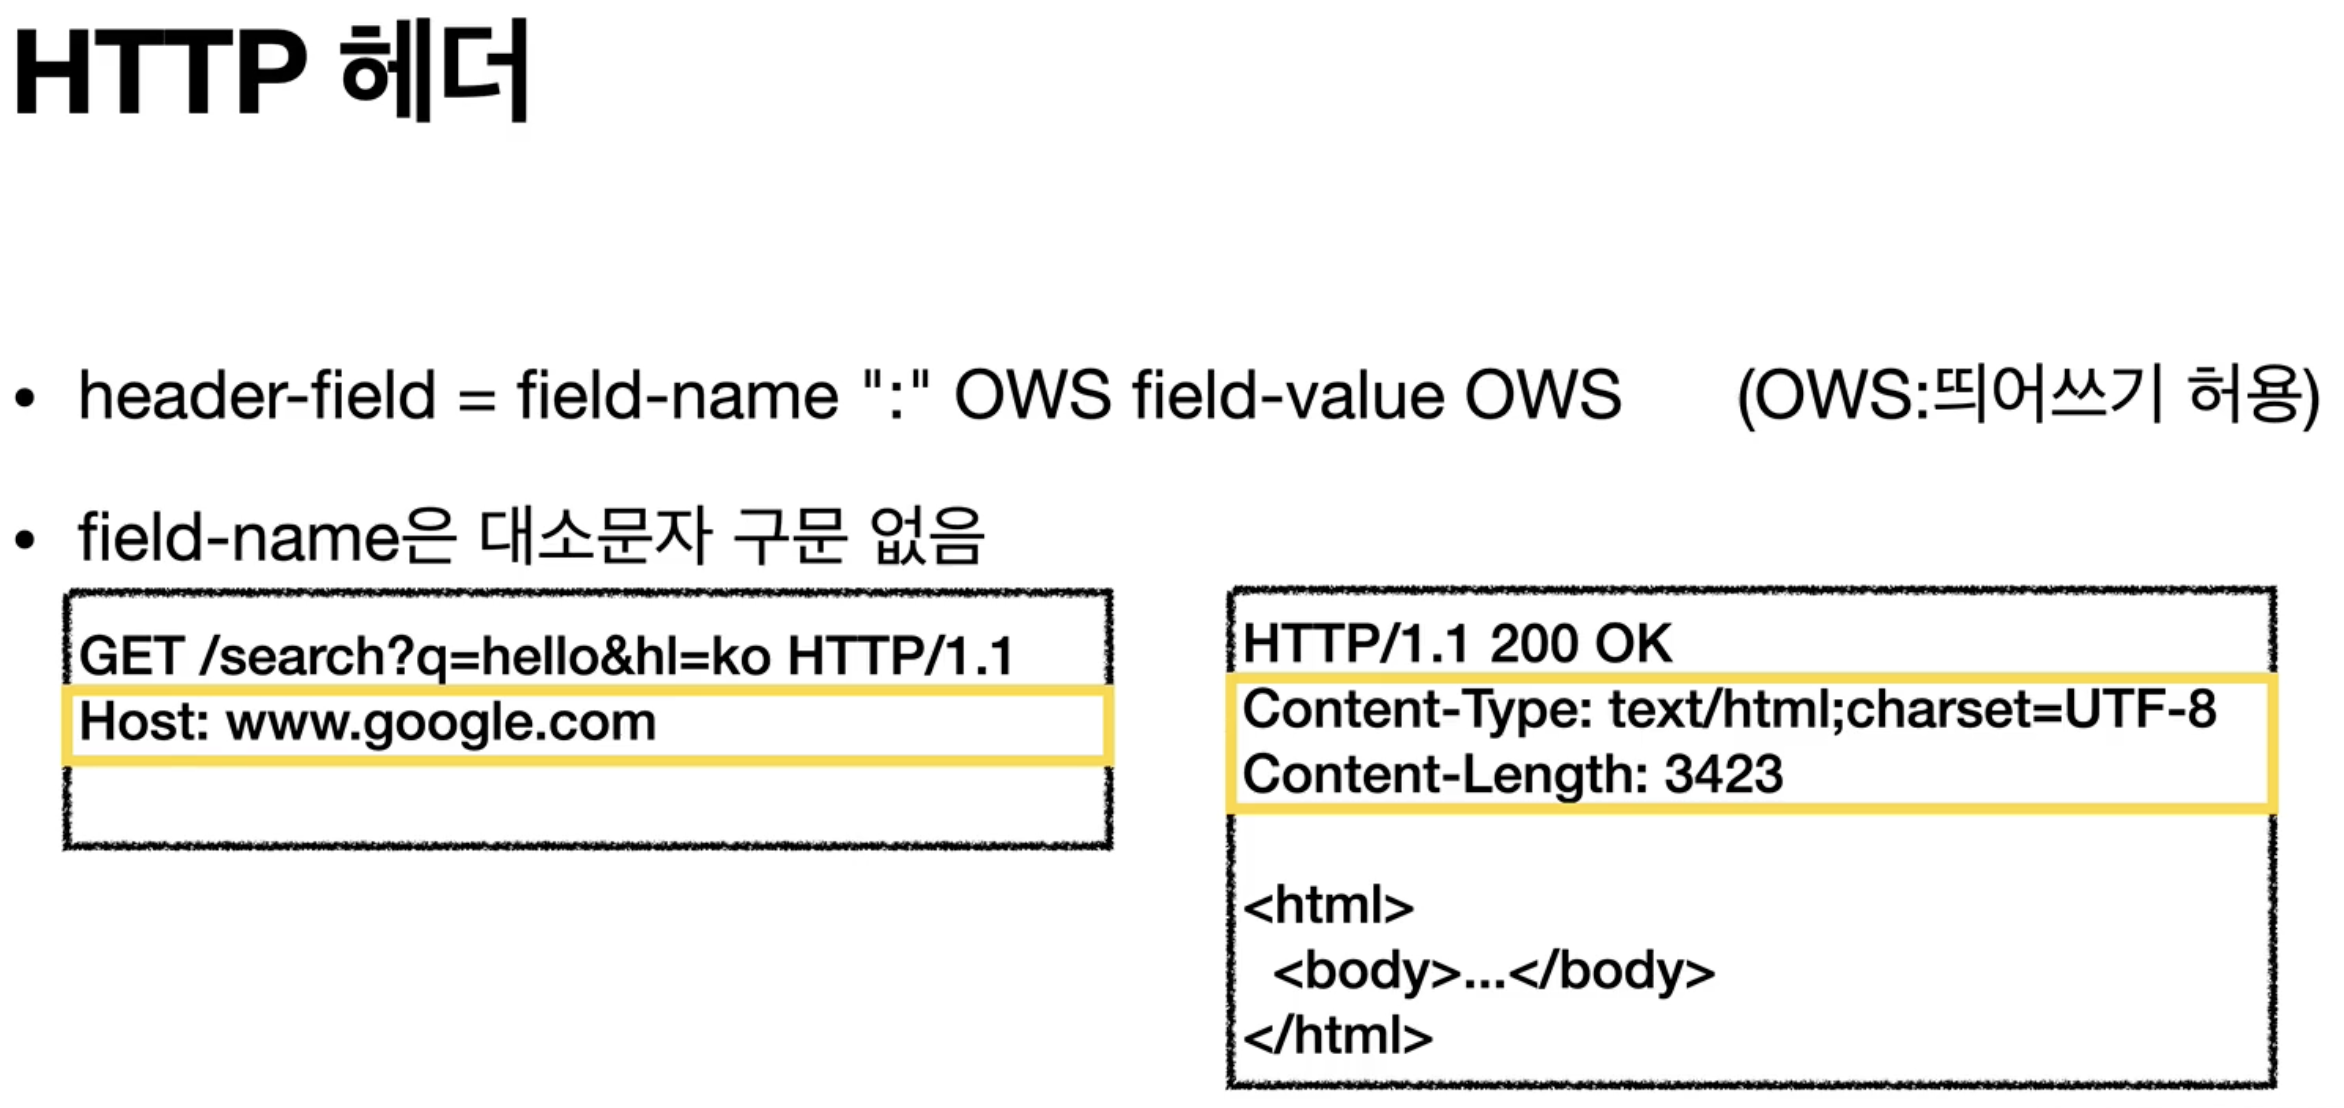 HTTP 헤더
• header-field = field-name ":" OWS field-value OWS (OWS:띄어쓰기 허용)
• field-name은 대소문자 구문 없음
GET /search?q=hello&hl=ko HTTP/1.1
Host: www.google.com
HTTP/1.1 200 OK
Content-Type: text/html;charset=UTF-8
Content-Length: 3423
<html>
<body>...</body>
</html>